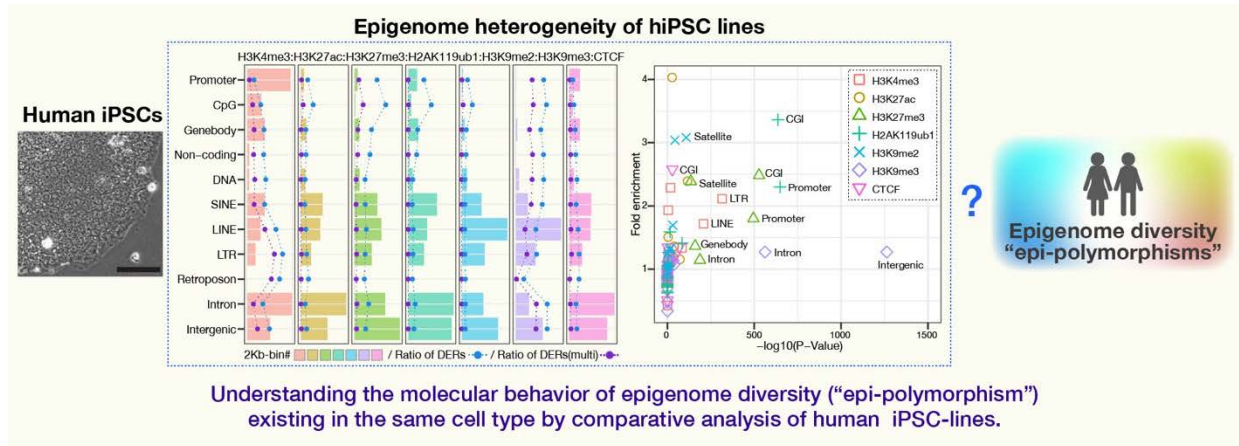 Epigenome heterogeneity of hiPSC lines
H3K4me3:H3K27ac:H3K27me3:H2AK119ub1:H3K9me2:H3K9me3:CTCF
Human iPSCs
Promoter
CpG
Genebody
Non-coding
DNA
SINE
LINE
LTR
Retroposon
Intron
Intergenic
2Kb-bin# / Ratio of DERs / Ratio of DERs(multi)
Fold enrichment
4
3
2
1
0
500
1000
1500
−log10(P-Value)
CGI
Satellite
CGI
CGI
Satellite
Promoter
LTR
LINE
Promoter
Genebody
Intron
Intron
Intergenic
H3K4me3
H3K27ac
H3K27me3
H2AK119ub1
H3K9me2
H3K9me3
CTCF
?
Epigenome diversity
“epi-polymorphisms”
Understanding the molecular behavior of epigenome diversity (“epi-polymorphism”)
existing in the same cell type by comparative analysis of human iPSC-lines.